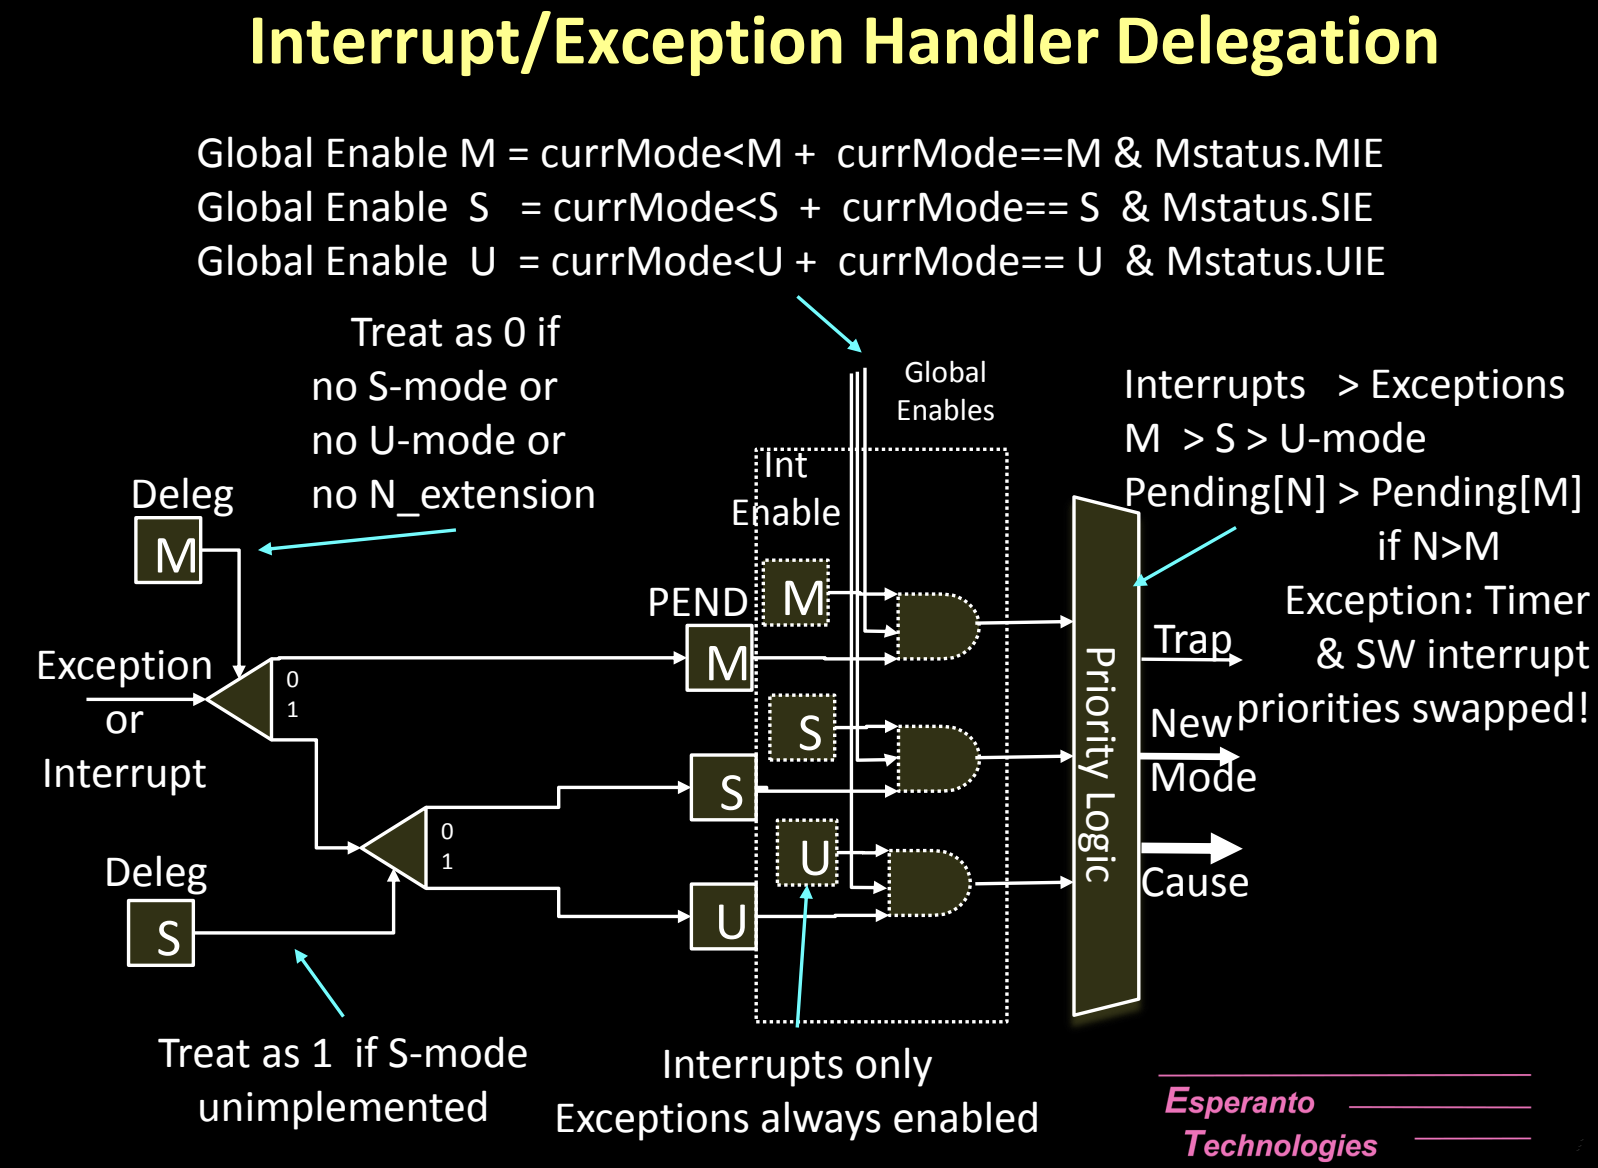 Interrupt/Exception Handler Delegation
Global Enable M = currMode<M + currMode==M & Mstatus.MIE
Global Enable S = currMode<S + currMode== S & Mstatus.SIE
Global Enable U = currMode<U + currMode== U & Mstatus.UIE
Treat as 0 if
no S-mode or
no U-mode or
no N_extension
Global
Enables
Interrupts > Exceptions
M > S > U-mode
Pending[N] > Pending[M]
if N>M
Exception: Timer
& SW interrupt
priorities swapped!
Deleg
M
Int
Enable
M
PEND
M
Exception
or
Interrupt
0
1
S
S
U
U
0
1
Deleg
S
Priority Logic
Trap
New
Mode
Cause
Treat as 1 if S-mode
unimplemented
Interrupts only
Exceptions always enabled
Esperanto
Technologies